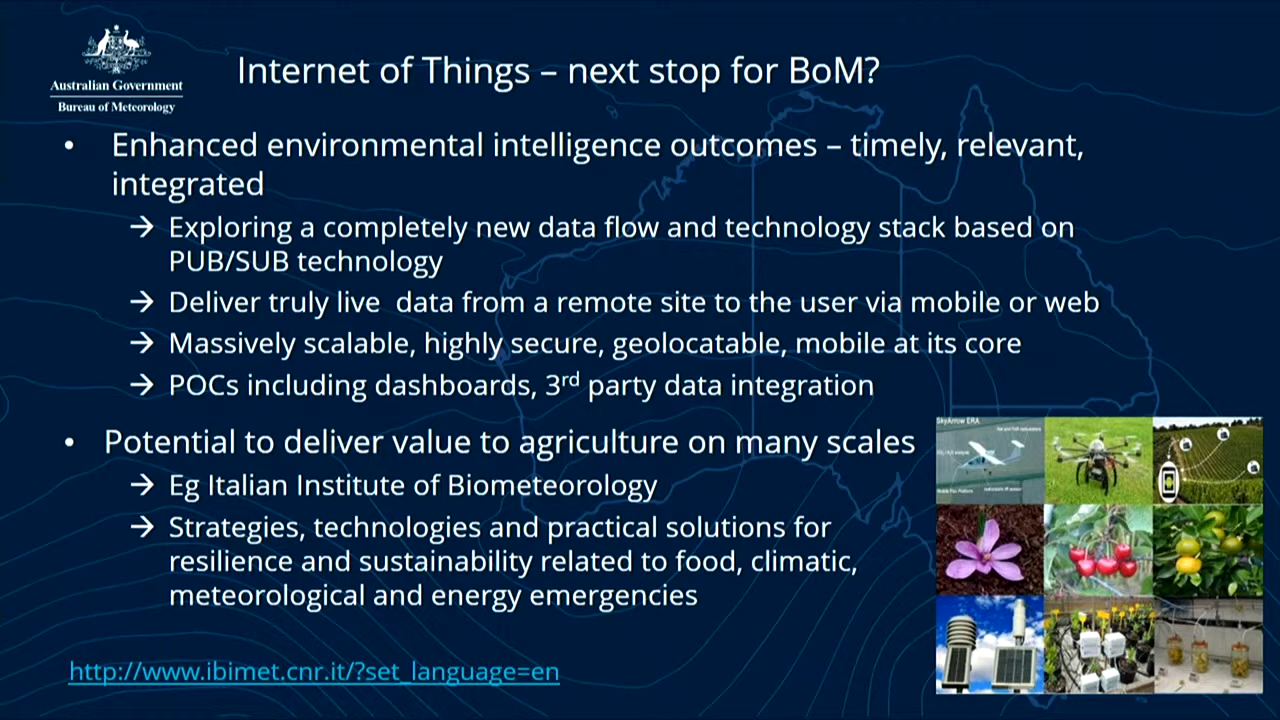 Australian Government
Bureau of Meteorology
Internet of Things – next stop for BoM?
• Enhanced environmental intelligence outcomes – timely, relevant,
integrated
→ Exploring a completely new data flow and technology stack based on
PUB/SUB technology
→ Deliver truly live  data from a remote site to the user via mobile or web
→ Massively scalable, highly secure, geolocatable, mobile at its core
→ POCs including dashboards, 3rd party data integration
• Potential to deliver value to agriculture on many scales
→ Eg Italian Institute of Biometeorology
→ Strategies, technologies and practical solutions for
resilience and sustainability related to food, climatic,
meteorological and energy emergencies
http://www.ibimet.cnr.it/?set_language=en
SkyArrow ERA